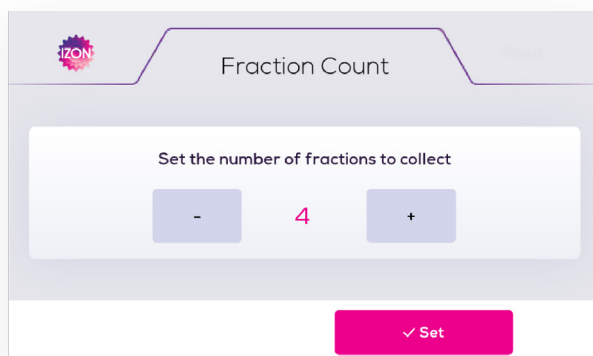 IZON
Fraction Count
Set the number of fractions to collect
- 4 +
✓ Set